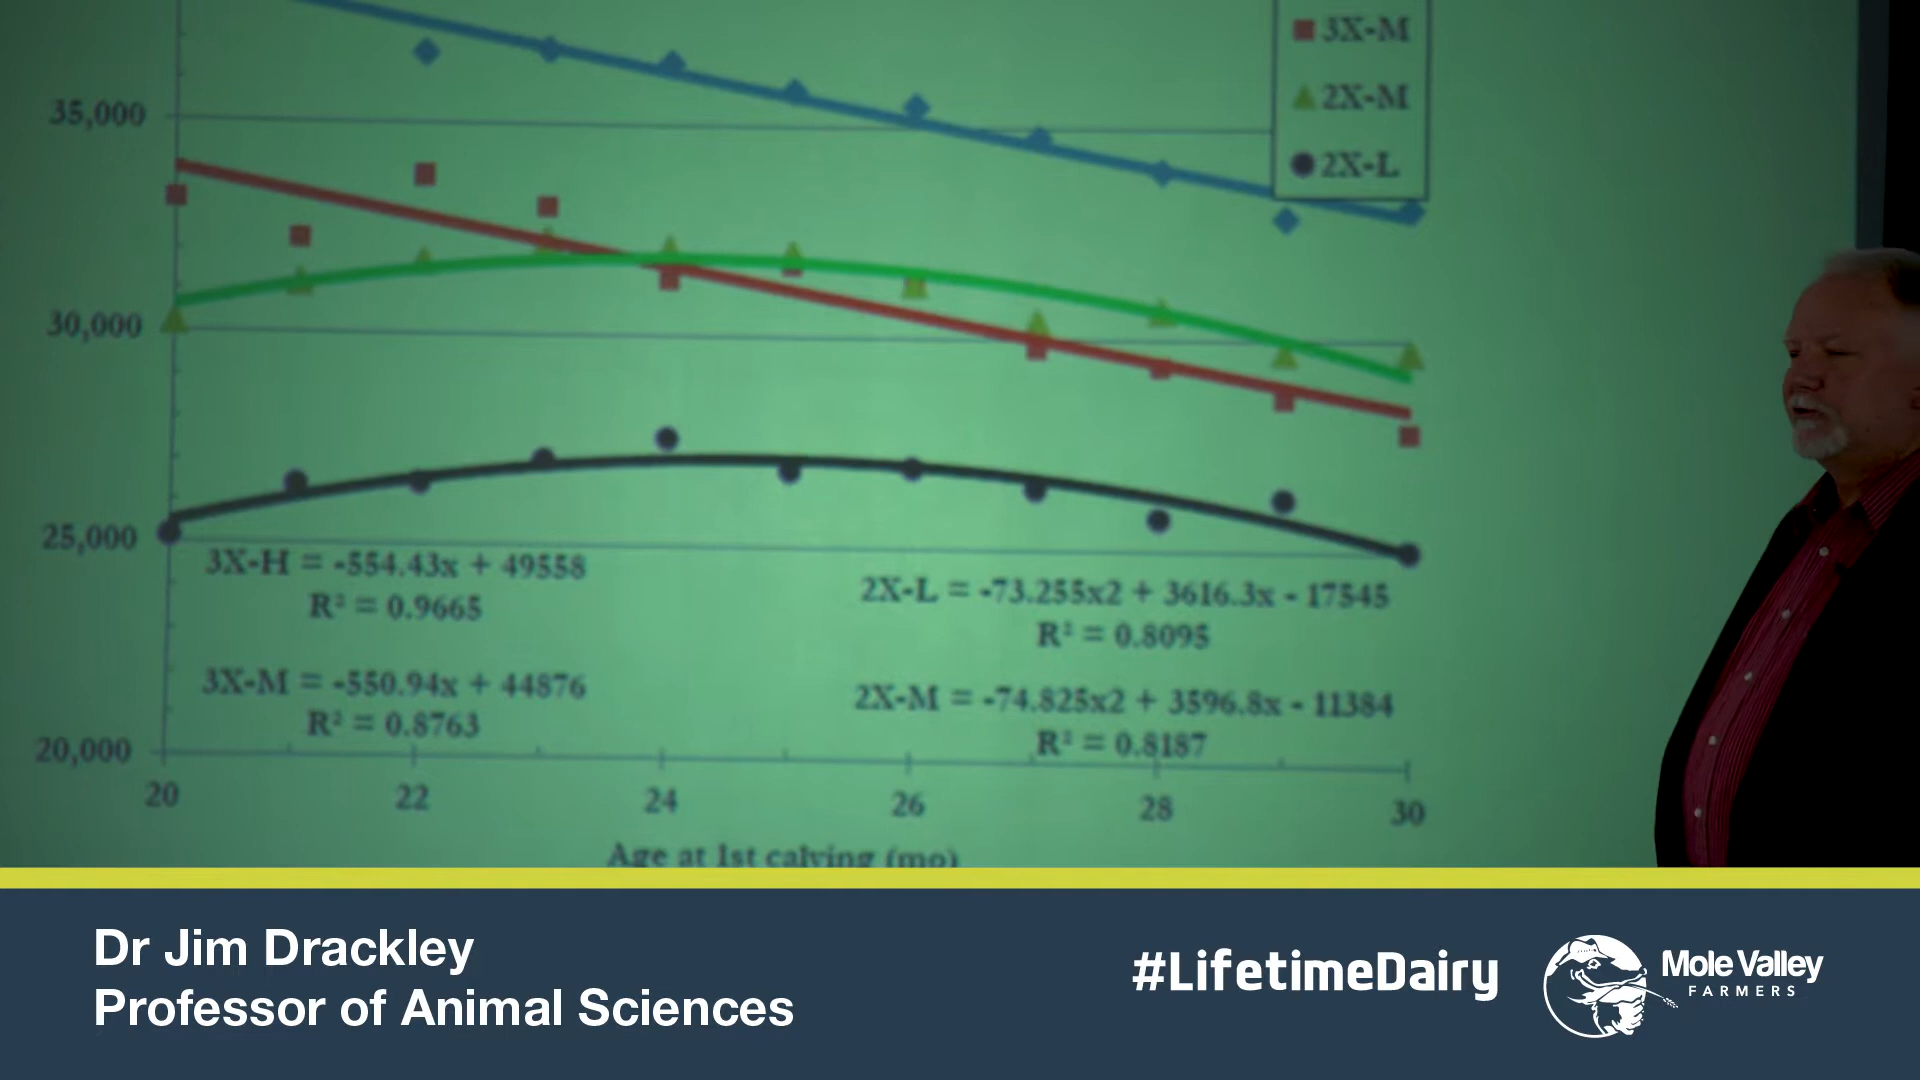 3X-M
2X-M
2X-L
35,000
30,000
25,000
20,000
3X-H = -554.43x + 49558
R² = 0.9665
3X-M = -550.94x + 44876
R² = 0.8763
2X-L = -73.255x2 + 3616.3x - 17545
R² = 0.8095
2X-M = -74.825x2 + 3596.8x - 11384
R² = 0.8187
20 22 24 26 28 30
Age at 1st calving (mo)
Dr Jim Drackley
Professor of Animal Sciences
#LifetimeDairy
Mole Valley
FARMERS